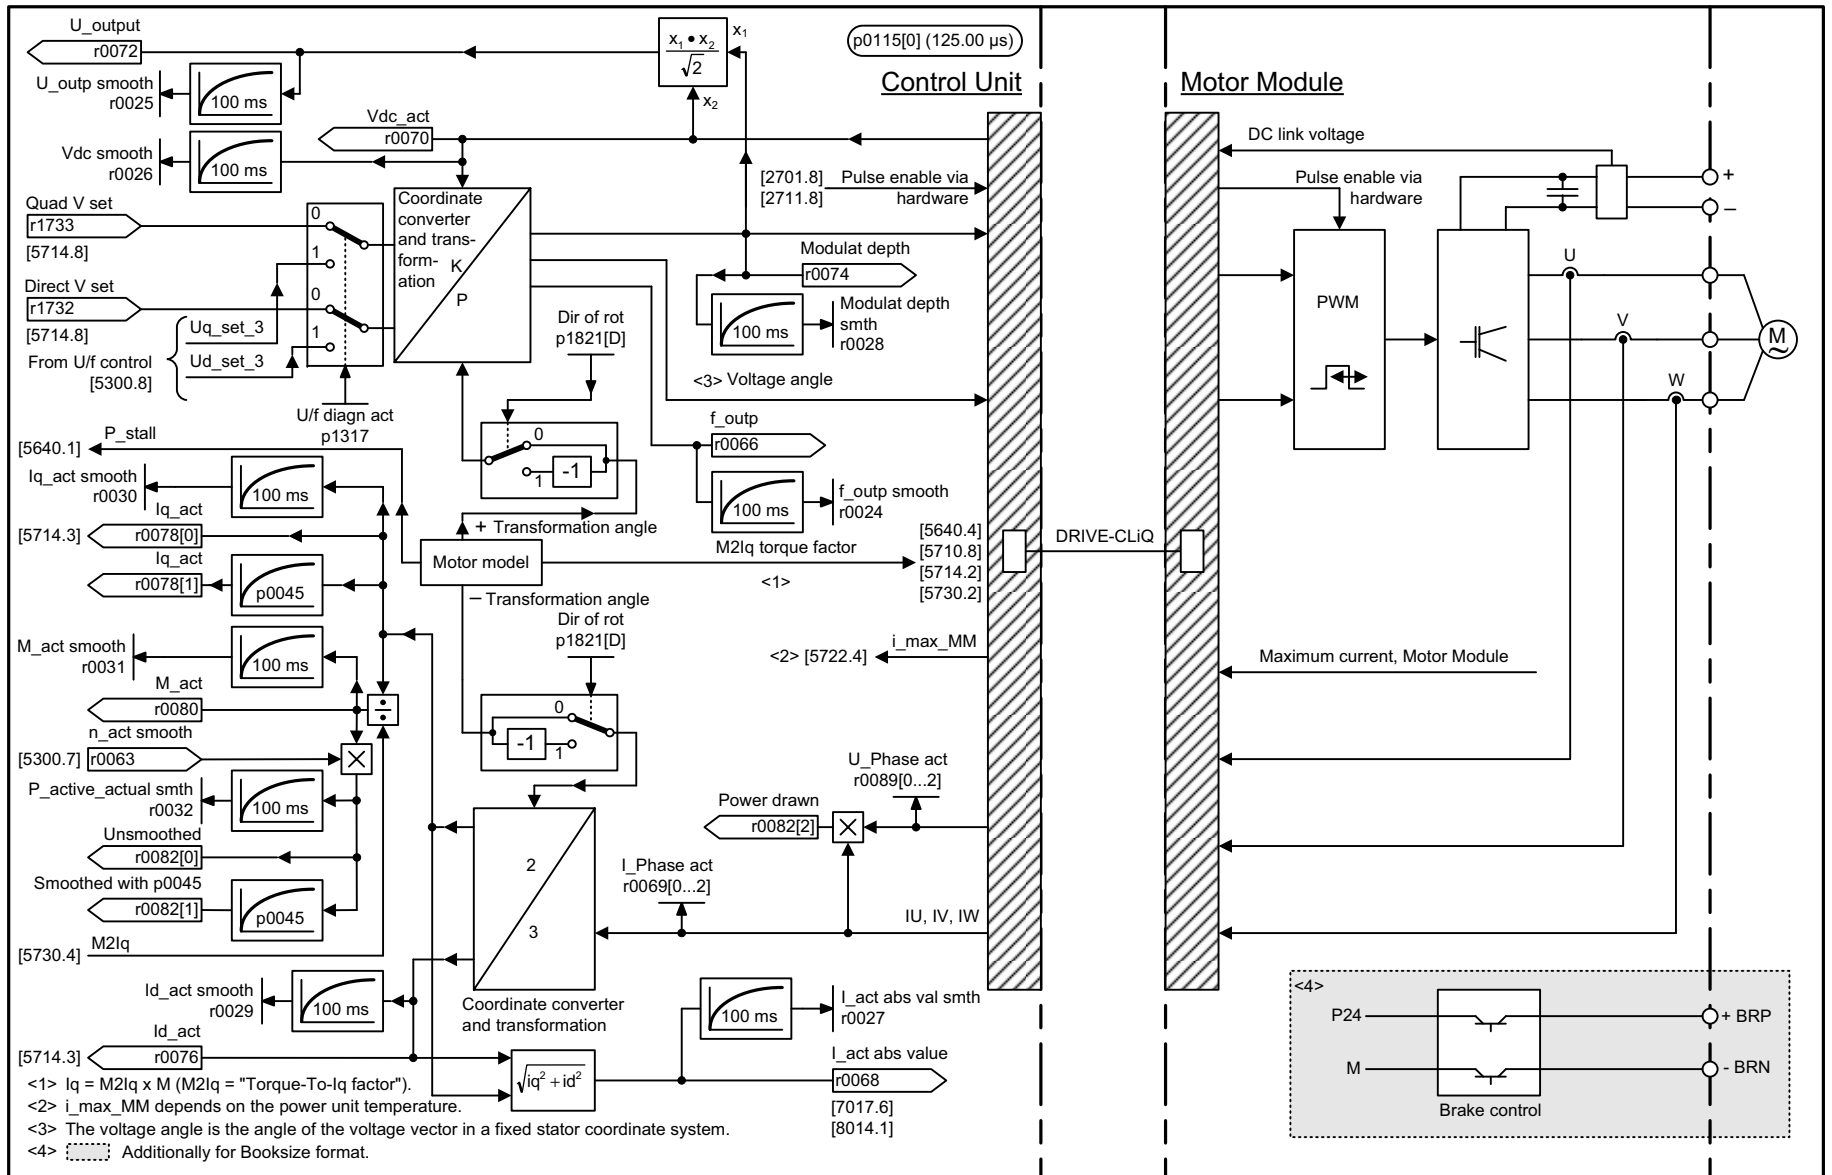 U_output
r0072
x1 • x2
√2
x1
x2
p0115[0] (125.00 µs)
Control Unit
Motor Module
U_outp smooth
r0025
100 ms
Vdc_act
r0070
Vdc smooth
r0026
100 ms
DC link voltage
[2701.8]
[2711.8]
Pulse enable via
hardware
Pulse enable via
hardware
+
–
Quad V set
r1733
[5714.8]
0
1
Coordinate
converter
and trans-
form-
ation
K
P
Direct V set
r1732
[5714.8]
0
1
Uq_set_3
Ud_set_3
From U/f control
[5300.8]
U/f diagn act
p1317
Modulat depth
r0074
100 ms
Modulat depth
smth
r0028
Dir of rot
p1821[D]
<3> Voltage angle
PWM
U
V
W
M
~
P_stall
[5640.1]
f_outp
r0066
0
1
-1
Iq_act smooth
r0030
100 ms
100 ms
f_outp smooth
r0024
Iq_act
[5714.3]
r0078[0]
+ Transformation angle
Iq_act
r0078[1]
p0045
Motor model
M2Iq torque factor
<1>
[5640.4]
[5710.8]
[5714.2]
[5730.2]
DRIVE-CLiQ
– Transformation angle
Dir of rot
p1821[D]
M_act smooth
r0031
100 ms
<2> [5722.4]
i_max_MM
Maximum current, Motor Module
M_act
r0080
÷
0
-1
1
n_act smooth
[5300.7]
r0063
×
P_active_actual smth
r0032
100 ms
U_Phase act
r0089[0...2]
Power drawn
r0082[2]
×
Unsmoothed
r0082[0]
2
3
I_Phase act
r0069[0...2]
Smoothed with p0045
r0082[1]
p0045
IU, IV, IW
M2Iq
[5730.4]
Id_act smooth
r0029
100 ms
Coordinate converter
and transformation
100 ms
I_act abs val smth
r0027
Id_act
[5714.3]
r0076
√iq² + id²
I_act abs value
r0068
[7017.6]
[8014.1]
<4>
P24
+ BRP
M
- BRN
Brake control
<1> Iq = M2Iq x M (M2Iq = "Torque-To-Iq factor").
<2> i_max_MM depends on the power unit temperature.
<3> The voltage angle is the angle of the voltage vector in a fixed stator coordinate system.
<4> Additionally for Booksize format.